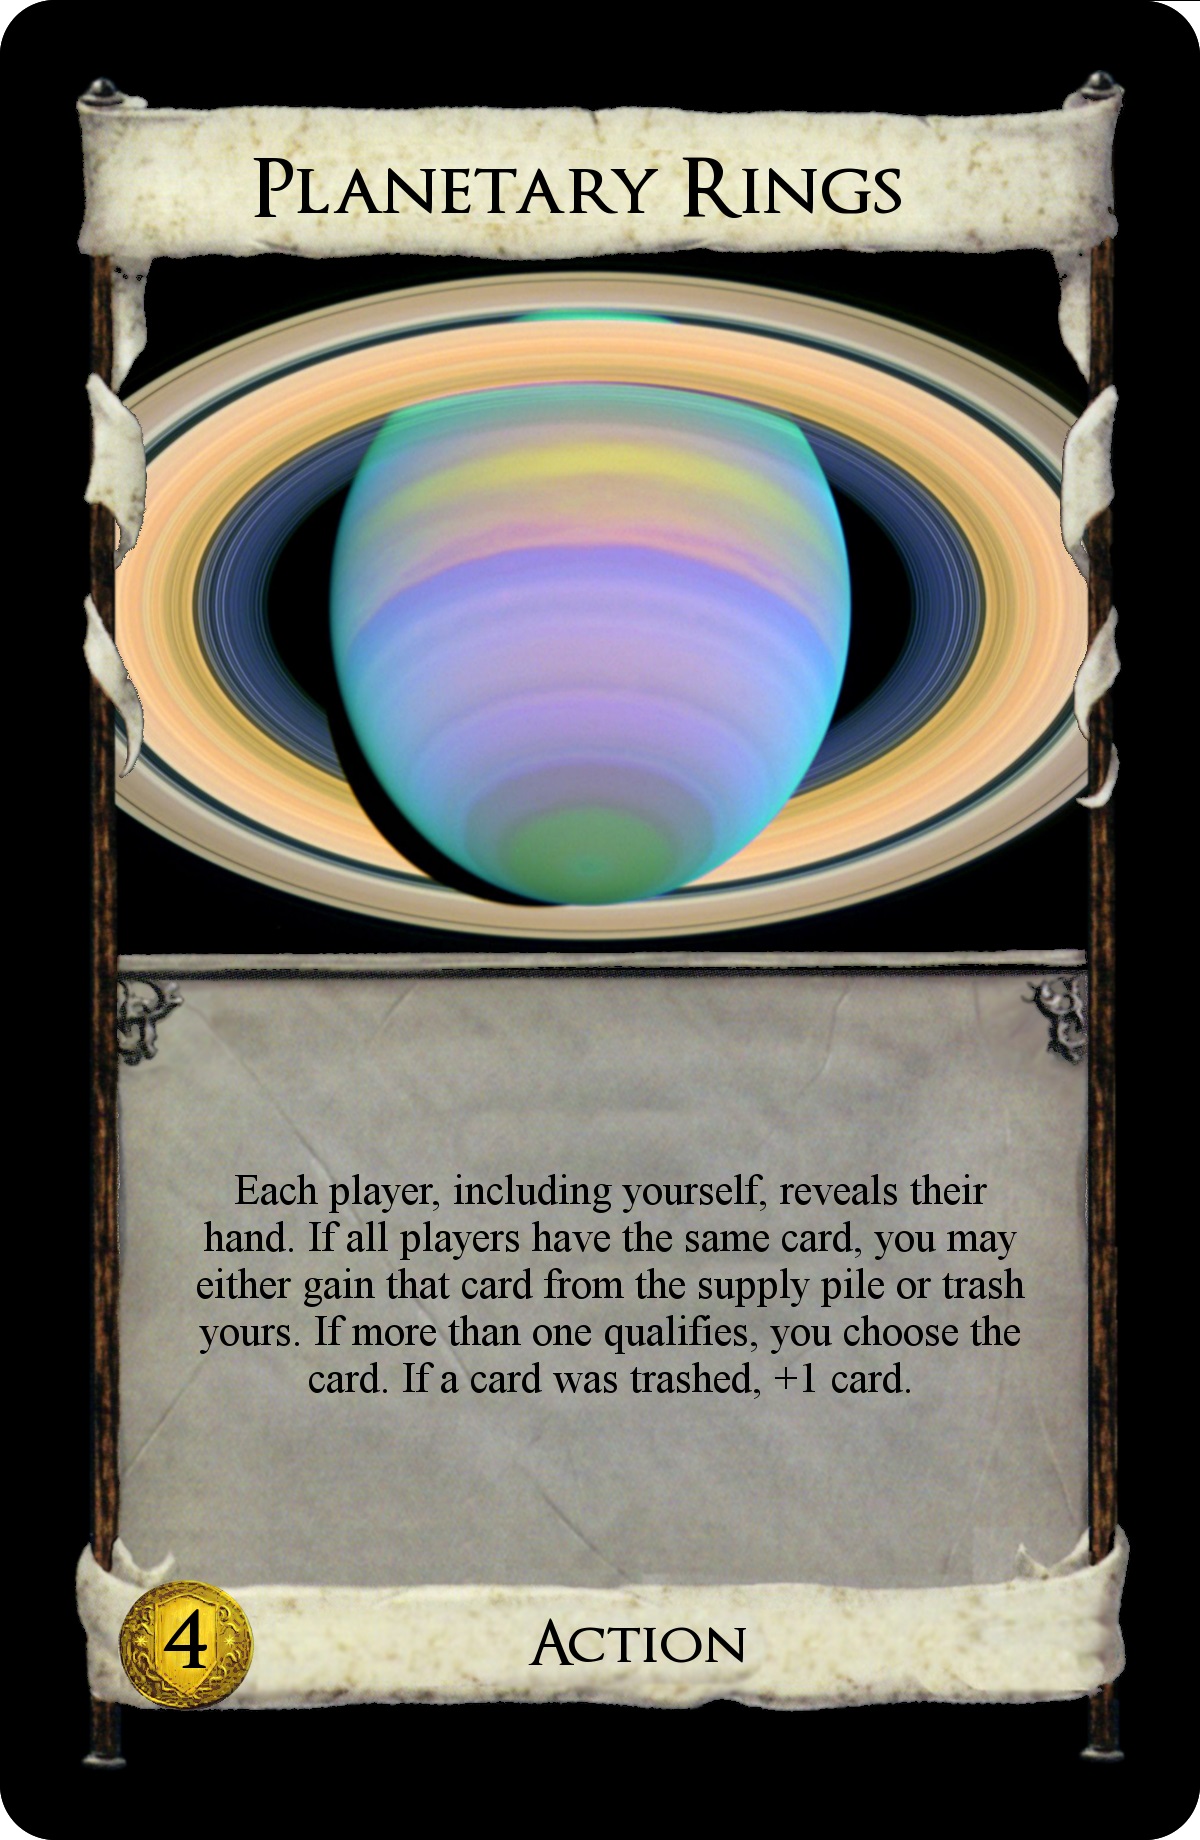 Planetary Rings
Each player, including yourself, reveals their
hand. If all players have the same card, you may
either gain that card from the supply pile or trash
yours. If more than one qualifies, you choose the
card. If a card was trashed, +1 card.
4
Action